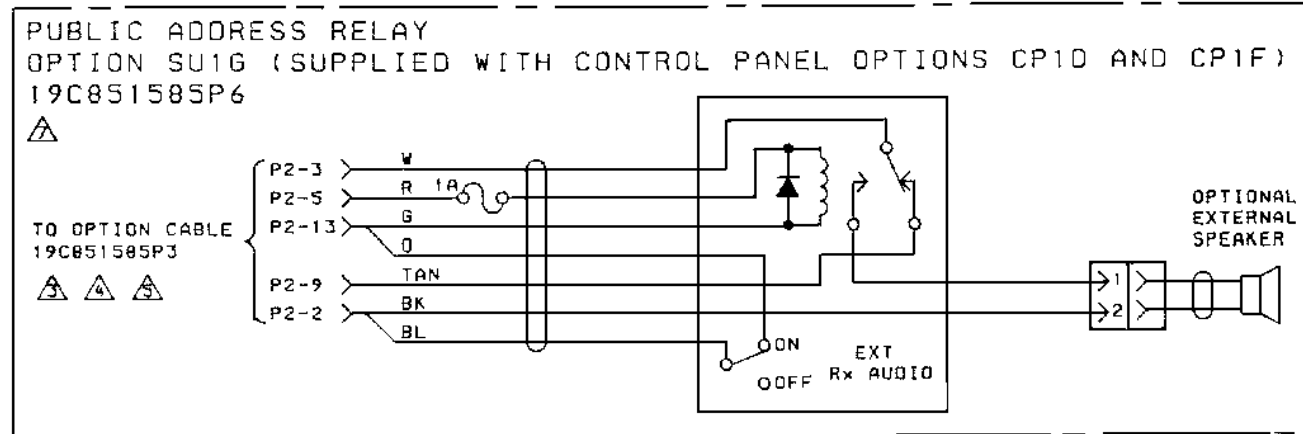 PUBLIC ADDRESS RELAY
OPTION SU1G (SUPPLIED WITH CONTROL PANEL OPTIONS CP1D AND CP1F)
19C851585P6
7
TO OPTION CABLE
19C851585P3
3 4 5
P2-3
P2-5
P2-13
P2-9
P2-2
W
R 1A
G
O
TAN
BK
BL
ON
OFF
EXT
Rx AUDIO
1
2
OPTIONAL
EXTERNAL
SPEAKER